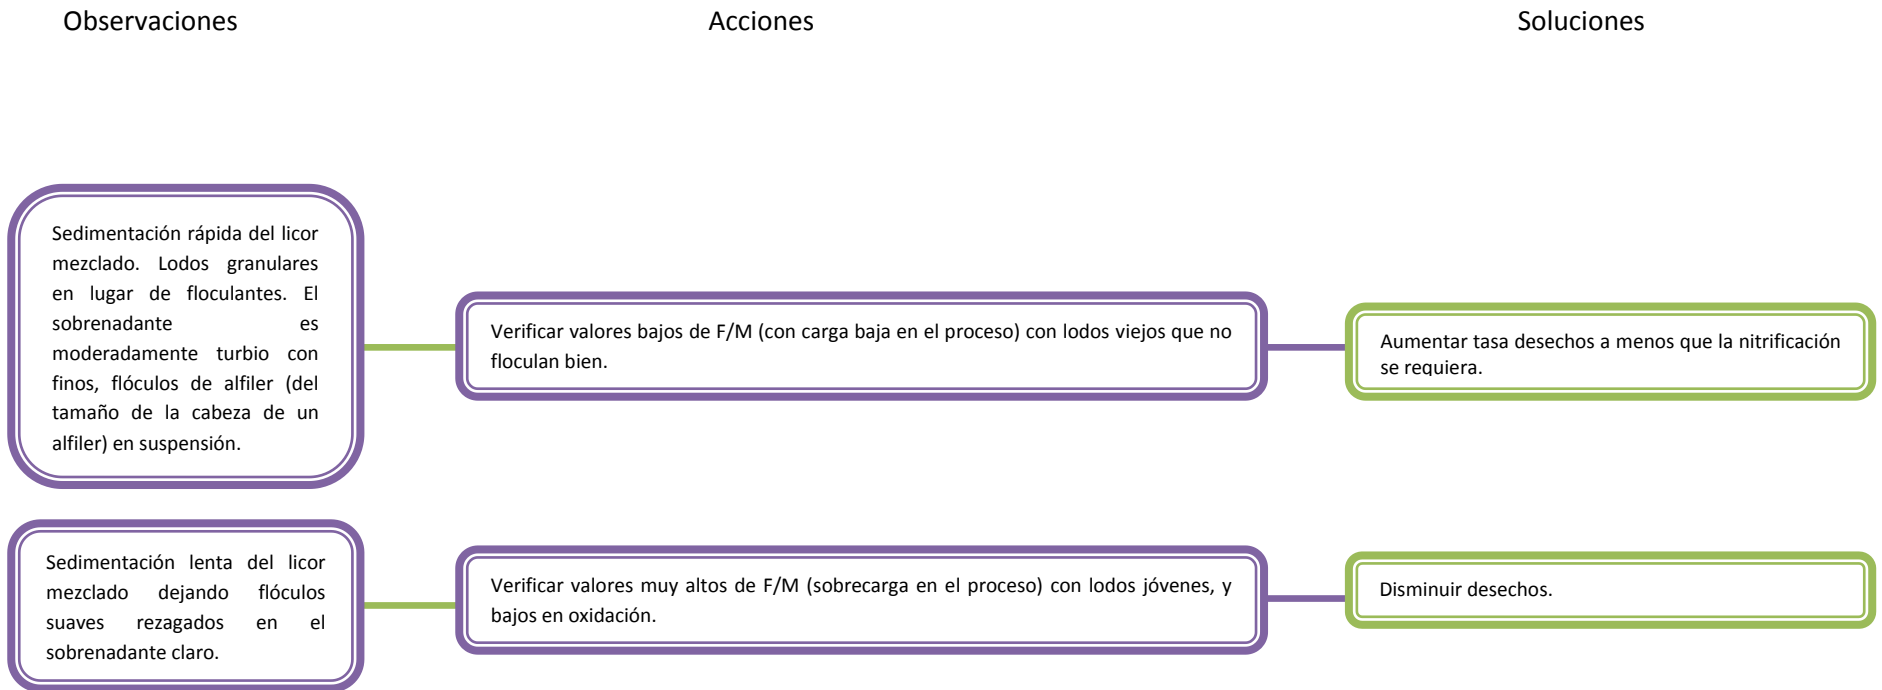 Observaciones
Acciones
Soluciones
Sedimentación rápida del licor
mezclado. Lodos granulares
en lugar de floculantes. El
sobrenadante es
moderadamente turbio con
finos, flóculos de alfiler (del
tamaño de la cabeza de un
alfiler) en suspensión.
Verificar valores bajos de F/M (con carga baja en el proceso) con lodos viejos que no
floculan bien.
Aumentar tasa desechos a menos que la nitrificación
se requiera.
Sedimentación lenta del licor
mezclado dejando flóculos
suaves rezagados en el
sobrenadante claro.
Verificar valores muy altos de F/M (sobrecarga en el proceso) con lodos jóvenes, y
bajos en oxidación.
Disminuir desechos.